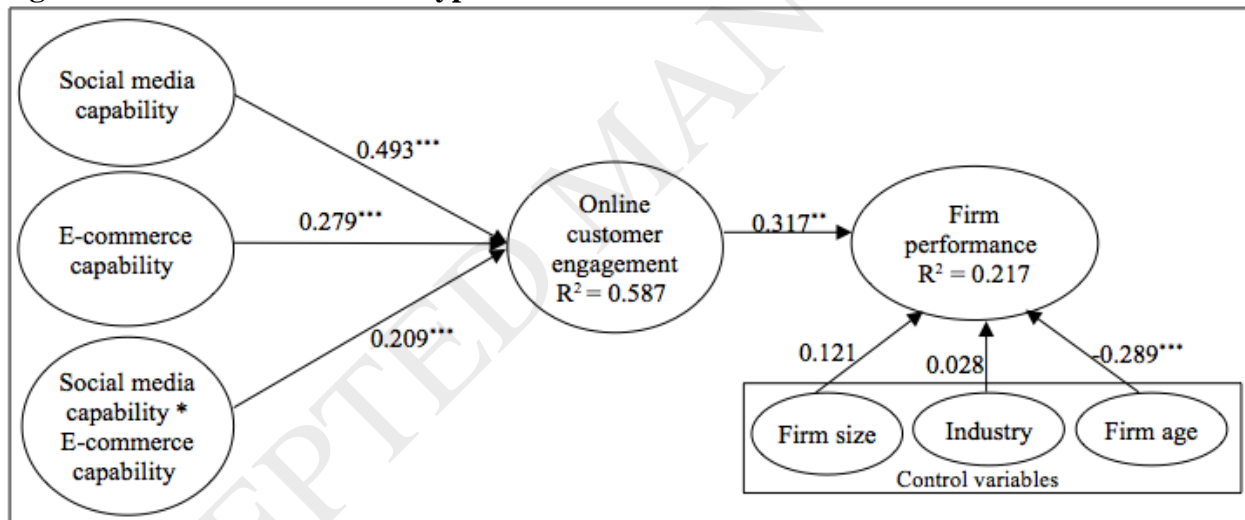 Social media
capability
0.493***
E-commerce
capability
0.279***
Online
customer
engagement
R² = 0.587
0.317**
Firm
performance
R² = 0.217
Social media
capability *
E-commerce
capability
0.209***
0.121
0.028
-0.289***
Firm size
Industry
Firm age
Control variables
EPTED MAN